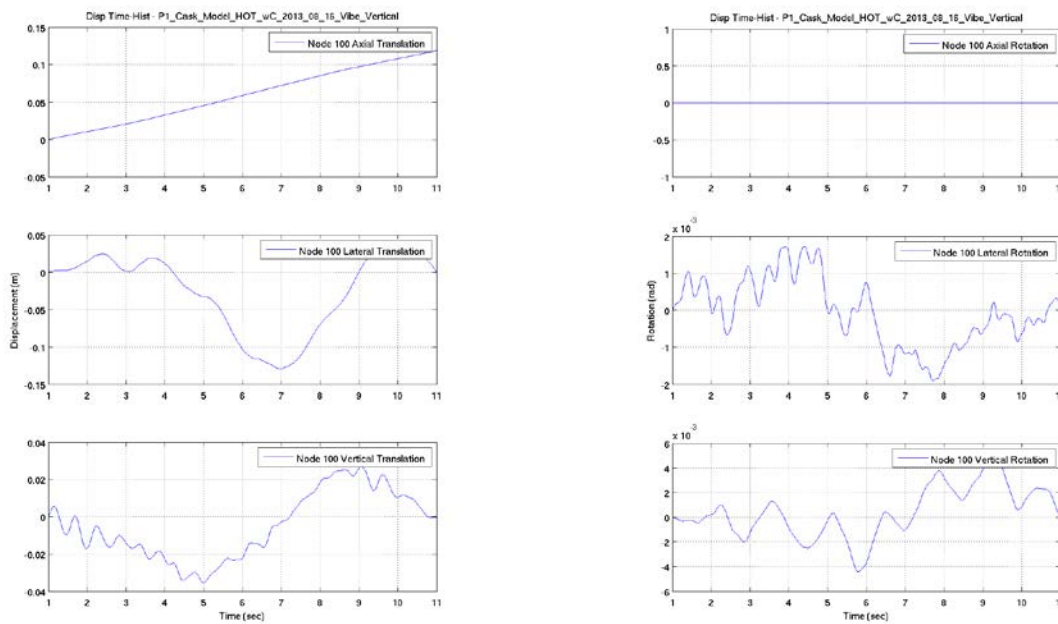 Disp Time-Hist - P1_Cask_Model_HOT_wC_2013_08_16_Vibe_Vertical
0.15
0.1
0.05
0
-0.05
Node 100 Axial Translation
1 2 3 4 5 6 7 8 9 10 11
0.05
0
-0.05
-0.1
-0.15
Node 100 Lateral Translation
Displacement (m)
1 2 3 4 5 6 7 8 9 10 11
0.04
0.02
0
-0.02
-0.04
Node 100 Vertical Translation
1 2 3 4 5 6 7 8 9 10 11
Time (sec)
Disp Time-Hist - P1_Cask_Model_HOT_wC_2013_08_16_Vibe_Vertical
1
0.5
0
-0.5
-1
Node 100 Axial Rotation
1 2 3 4 5 6 7 8 9 10 1
x 10 -3
2
1
0
-1
-2
Node 100 Lateral Rotation
Rotation (rad)
1 2 3 4 5 6 7 8 9 10 1
x 10 -3
6
4
2
0
-2
-4
-6
Node 100 Vertical Rotation
1 2 3 4 5 6 7 8 9 10 1
Time (sec)